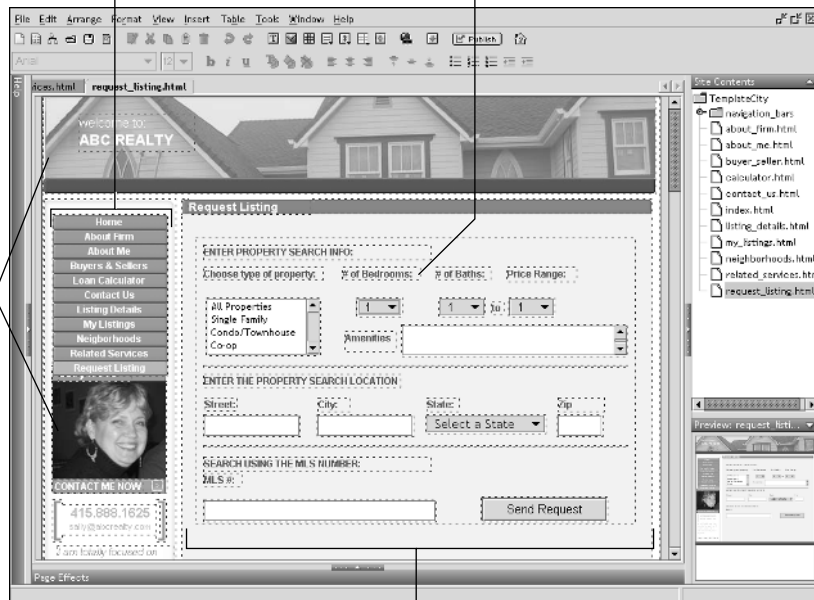 File Edit Arrange Format View Insert Table Tools Window Help
Publish
Arial 12 b i u
Help
ices.html request_listing.html
welcome to:
ABC REALTY
Request Listing
Home
About Firm
About Me
Buyers & Sellers
Loan Calculator
Contact Us
Listing Details
My Listings
Neigborhoods
Related Services
Request Listing
CONTACT ME NOW
415.888.1625
sally@abcrealty.com
I am totally focused on
ENTER PROPERTY SEARCH INFO:
Choose type of property: # of Bedrooms: # of Baths: Price Range:
All Properties
Single Family
Condo/Townhouse
Co-op
1 1 to 1
Amenities
ENTER THE PROPERTY SEARCH LOCATION
Street: City: State: Zip
Select a State
SEARCH USING THE MLS NUMBER:
MLS #:
Send Request
Page Effects
Site Contents
TemplateCity
navigation_bars
about_firm.html
about_me.html
buyer_seller.html
calculator.html
contact_us.html
index.html
listing_details.html
my_listings.html
neighborhoods.html
related_services.htm
request_listing.html
Preview: request_listi...